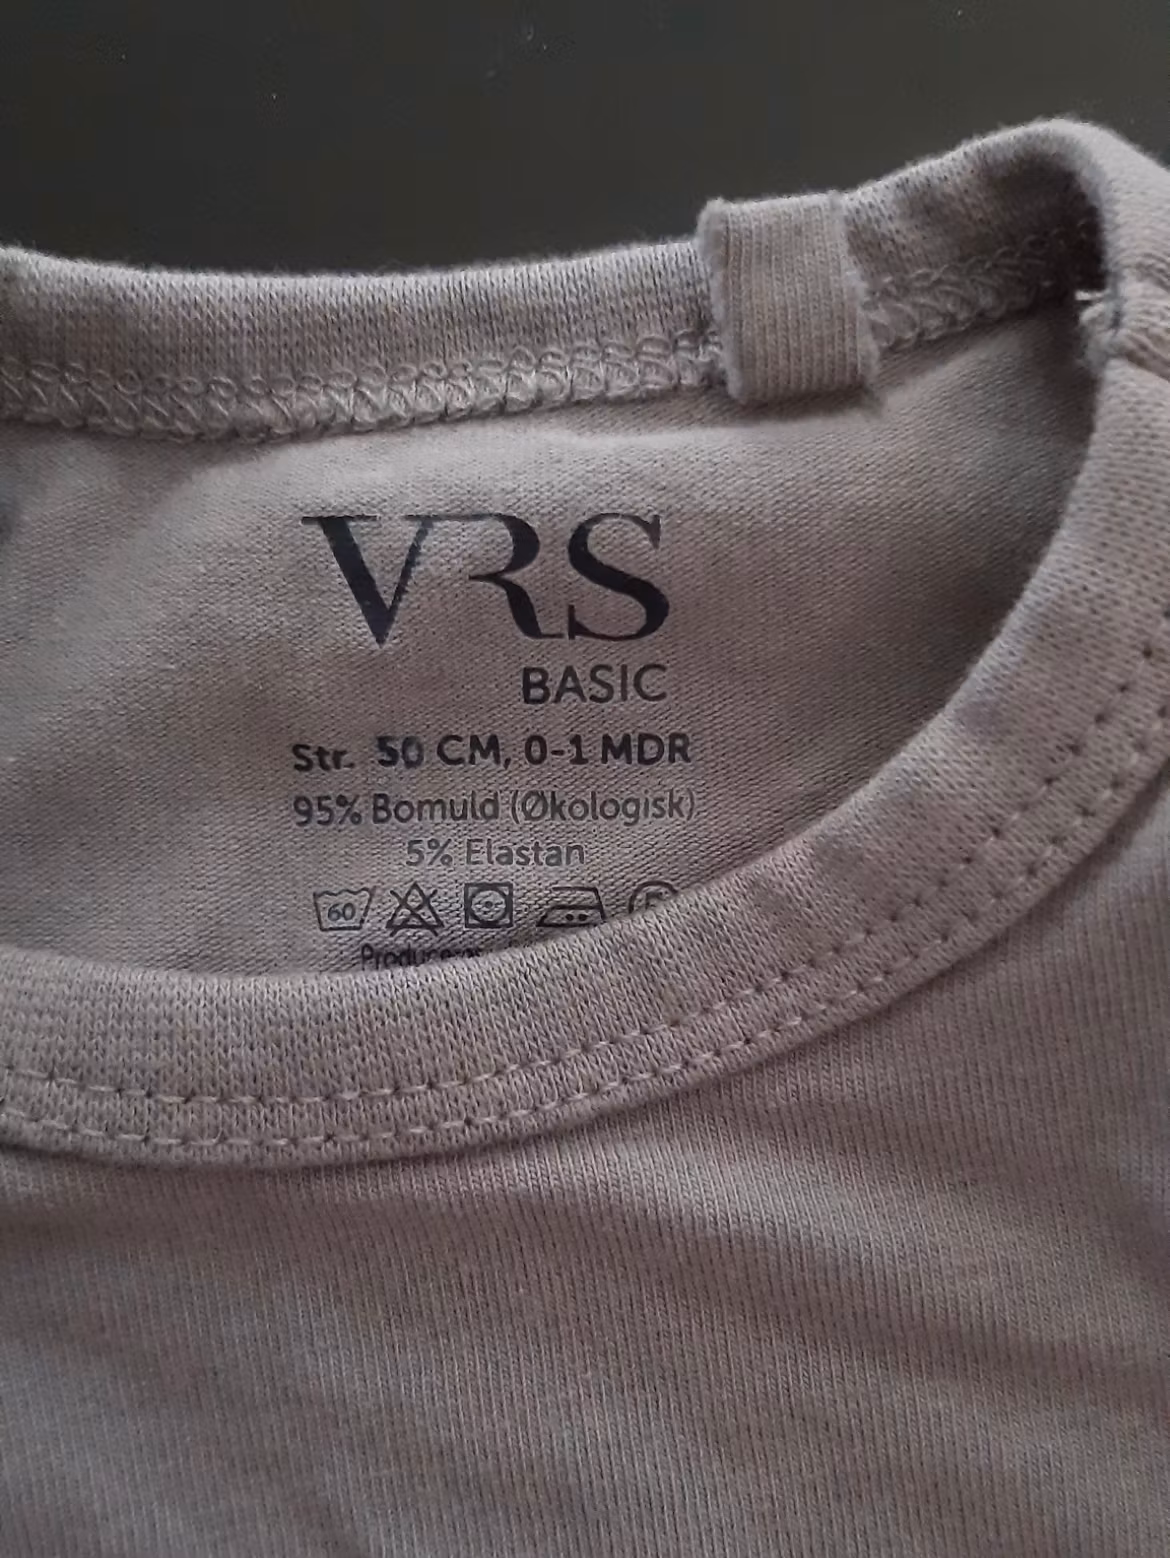 VRS
BASIC
Str. 50 CM, 0-1 MDR
95% Bomuld (Økologisk)
5% Elastan
60